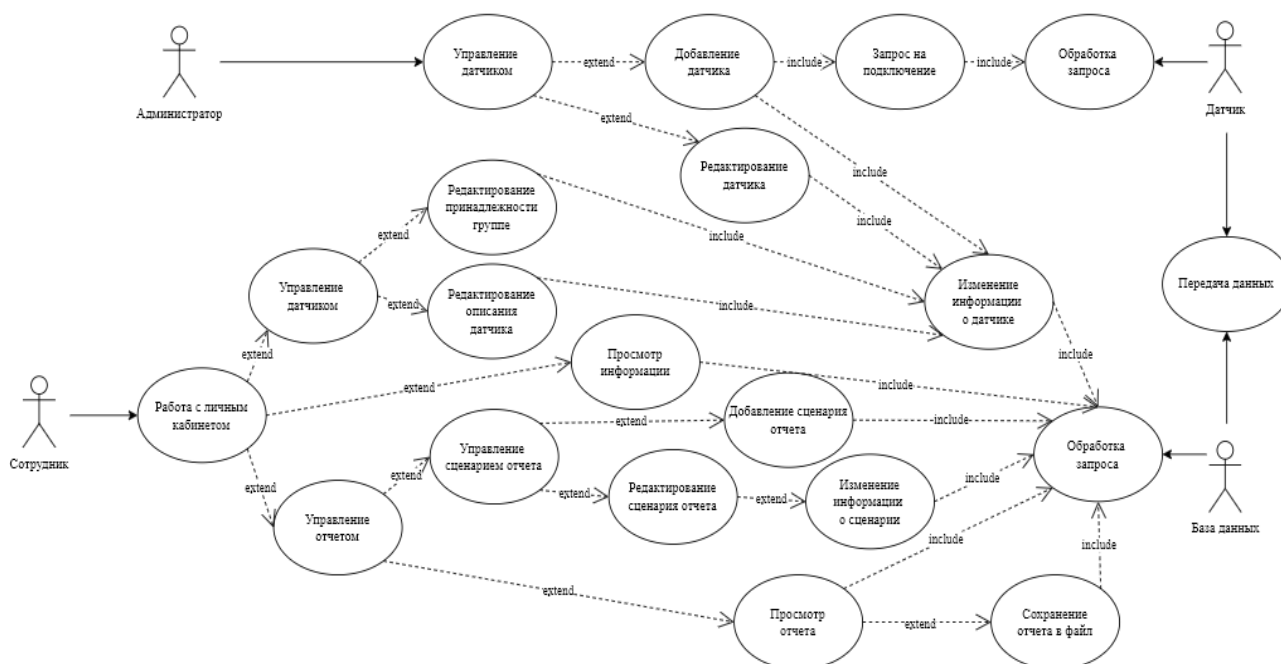 Управление
датчиком
extend
Добавление
датчика
include
Запрос на
подключение
include
Обработка
запроса
Администратор
Датчик
extend
Редактирование
датчика
include
include
Редактирование
принадлежности
группе
include
extend
Управление
датчиком
extend
Редактирование
описания
датчика
include
Изменение
информации
о датчике
Передача данных
extend
Просмотр
информации
include
include
extend
Сотрудник
Работа с личным
кабинетом
extend
Добавление сценария
отчета
include
Обработка
запроса
Управление
сценарием отчета
extend
extend
extend
Редактирование
сценария отчета
extend
Изменение
информации
о сценарии
include
База данных
extend
Управление
отчетом
include
include
extend
Просмотр
отчета
extend
Сохранение
отчета в файл